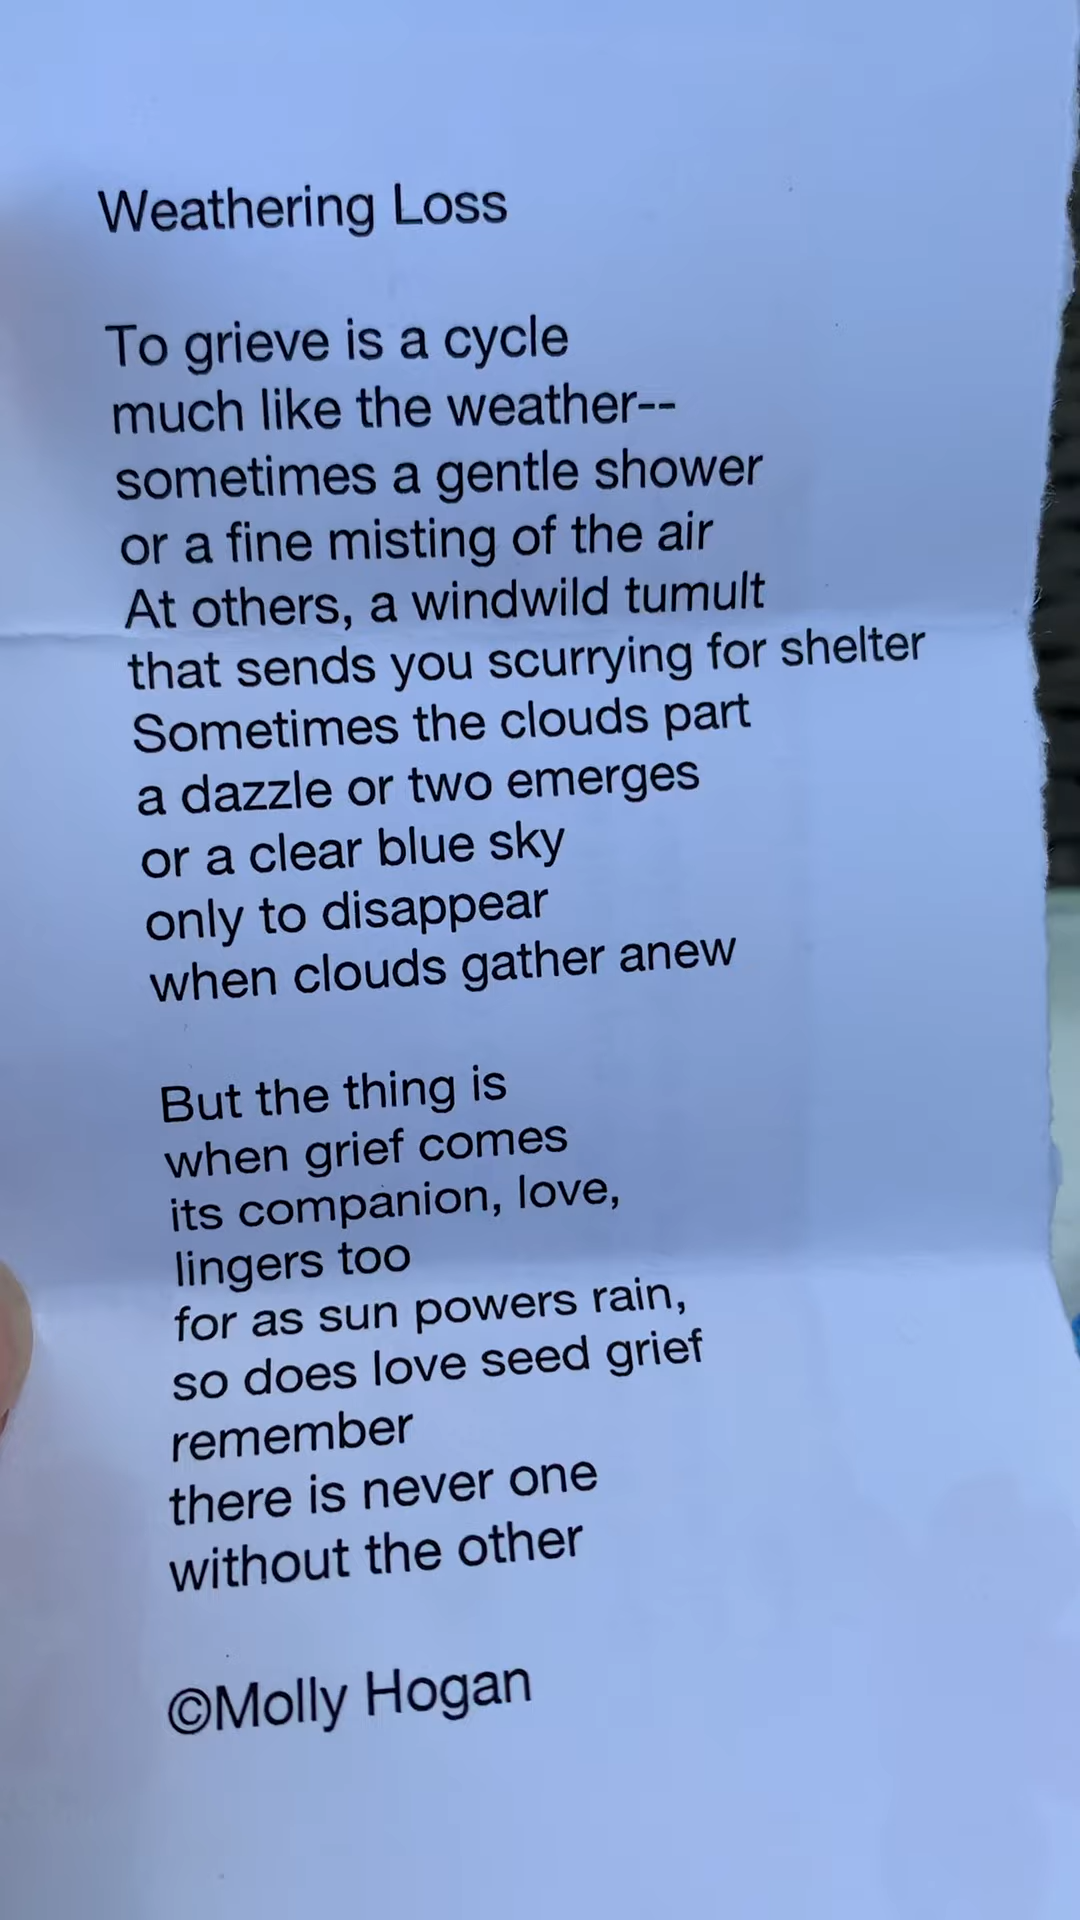 Weathering Loss
To grieve is a cycle
much like the weather--
sometimes a gentle shower
or a fine misting of the air
At others, a windwild tumult
that sends you scurrying for shelter
Sometimes the clouds part
a dazzle or two emerges
or a clear blue sky
only to disappear
when clouds gather anew
But the thing is
when grief comes
its companion, love,
lingers too
for as sun powers rain,
so does love seed grief
remember
there is never one
without the other
©Molly Hogan